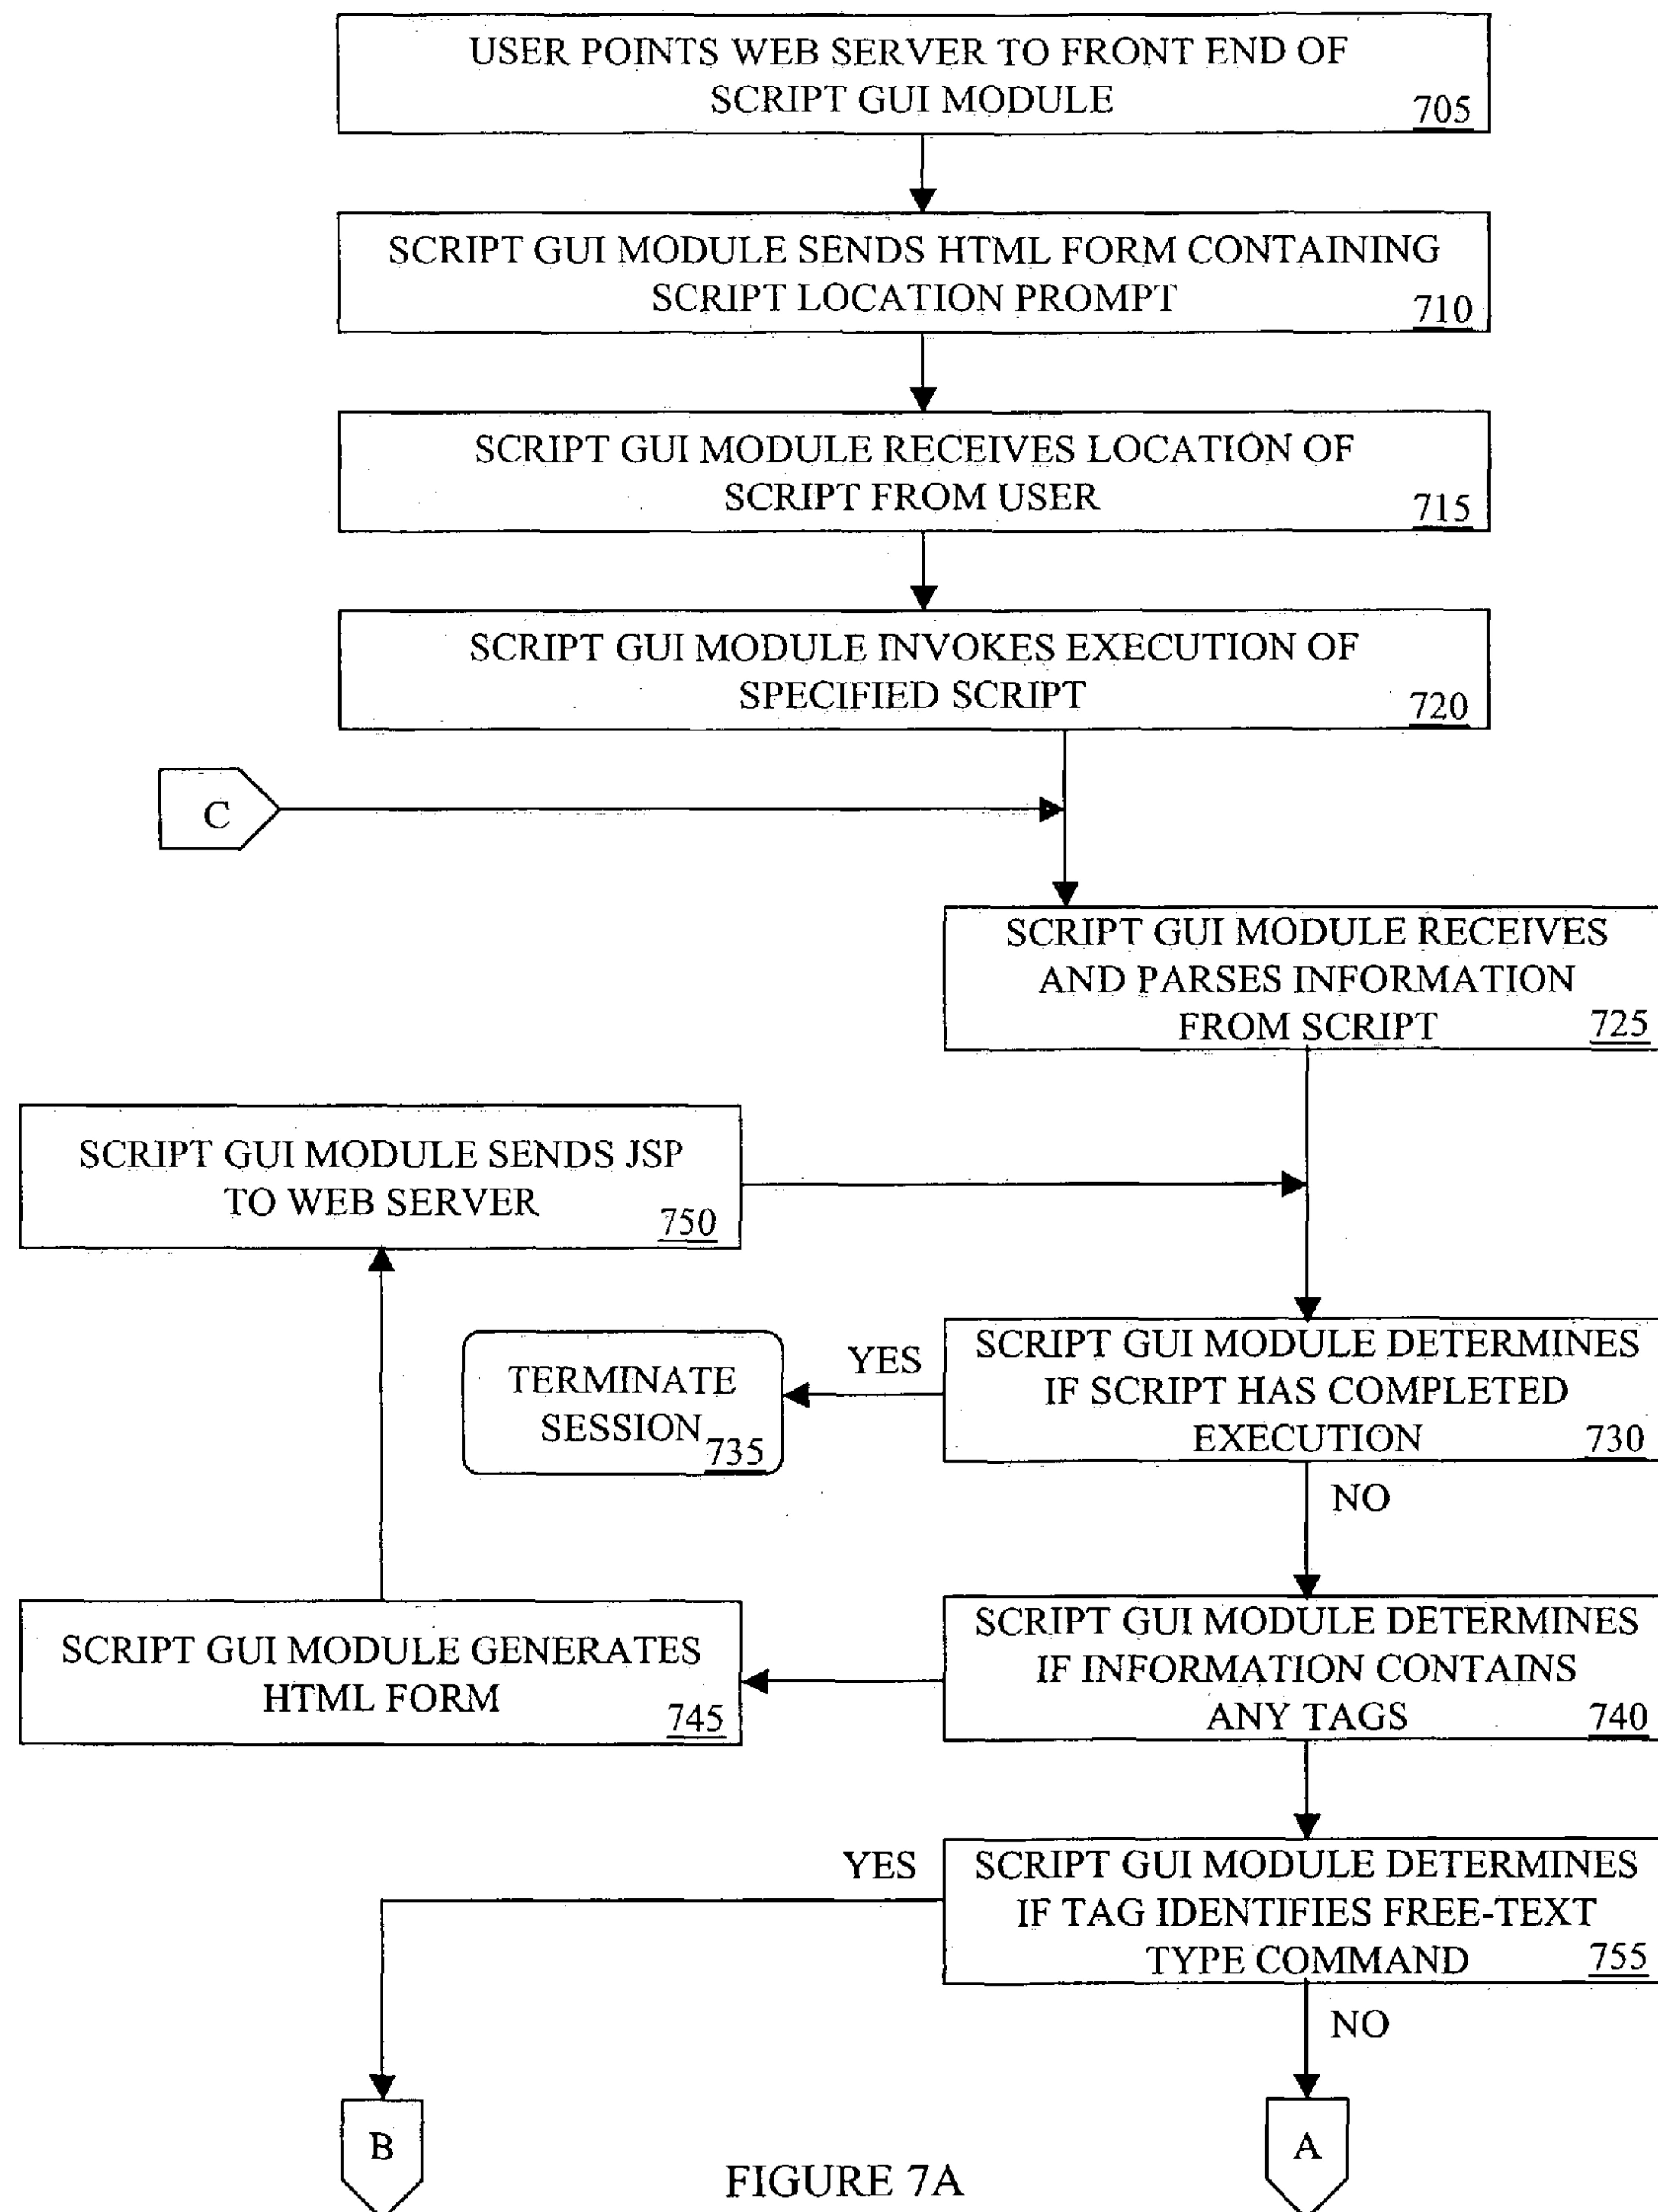 USER POINTS WEB SERVER TO FRONT END OF
SCRIPT GUI MODULE
705
SCRIPT GUI MODULE SENDS HTML FORM CONTAINING
SCRIPT LOCATION PROMPT
710
SCRIPT GUI MODULE RECEIVES LOCATION OF
SCRIPT FROM USER
715
SCRIPT GUI MODULE INVOKES EXECUTION OF
SPECIFIED SCRIPT
720
C
SCRIPT GUI MODULE RECEIVES
AND PARSES INFORMATION
FROM SCRIPT
725
SCRIPT GUI MODULE SENDS JSP
TO WEB SERVER
750
SCRIPT GUI MODULE DETERMINES
IF SCRIPT HAS COMPLETED
EXECUTION
730
YES
TERMINATE
SESSION
735
NO
SCRIPT GUI MODULE DETERMINES
IF INFORMATION CONTAINS
ANY TAGS
740
SCRIPT GUI MODULE GENERATES
HTML FORM
745
SCRIPT GUI MODULE DETERMINES
IF TAG IDENTIFIES FREE-TEXT
TYPE COMMAND
755
YES
NO
B
A
FIGURE 7A